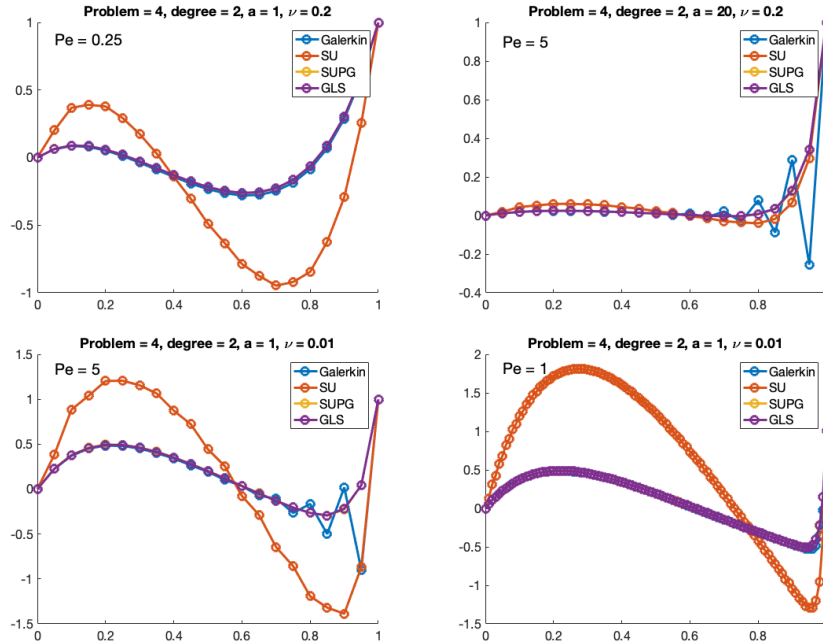 Problem = 4, degree = 2, a = 1, ν = 0.2
Pe = 0.25
Galerkin
SU
SUPG
GLS
1
0.5
0
-0.5
-1
0
0.2
0.4
0.6
0.8
1
Problem = 4, degree = 2, a = 20, ν = 0.2
Pe = 5
Galerkin
SU
SUPG
GLS
1
0.8
0.6
0.4
0.2
0
-0.2
-0.4
0
0.2
0.4
0.6
0.8
Problem = 4, degree = 2, a = 1, ν = 0.01
Pe = 5
Galerkin
SU
SUPG
GLS
1.5
1
0.5
0
-0.5
-1
-1.5
0
0.2
0.4
0.6
0.8
1
Problem = 4, degree = 2, a = 1, ν = 0.01
Pe = 1
Galerkin
SU
SUPG
GLS
2
1.5
1
0.5
0
-0.5
-1
-1.5
0
0.2
0.4
0.6
0.8